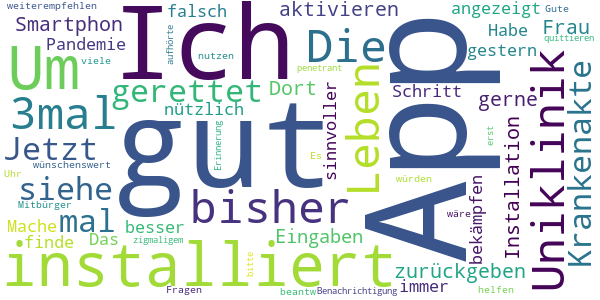 weiterempfehlen
Smartphon
Pandemie
viele
Um
3mal
Jetzt
wünschenswert
Uhr
siehe
Mitbürger
Mache
mal
finde
Das
besser
zigmaligem
installiert
Ich
falsch
aufhörte
nutzen
gerettet
nützlich
Dort
penetrant
gut
Erinnerung
Es
bisher
Eingaben
bitte
Fragen
beantw
Benachrichtigung
aktivieren
Die
Leben
sinnvoller
App
Schritt
würden
zurückgeben
immer
helfen
angezeigt
Gute
Habe
Frau
gestern
quittieren
gerne
Installation
bekämpfen
wäre
erst
Uniklinik
Krankenakte